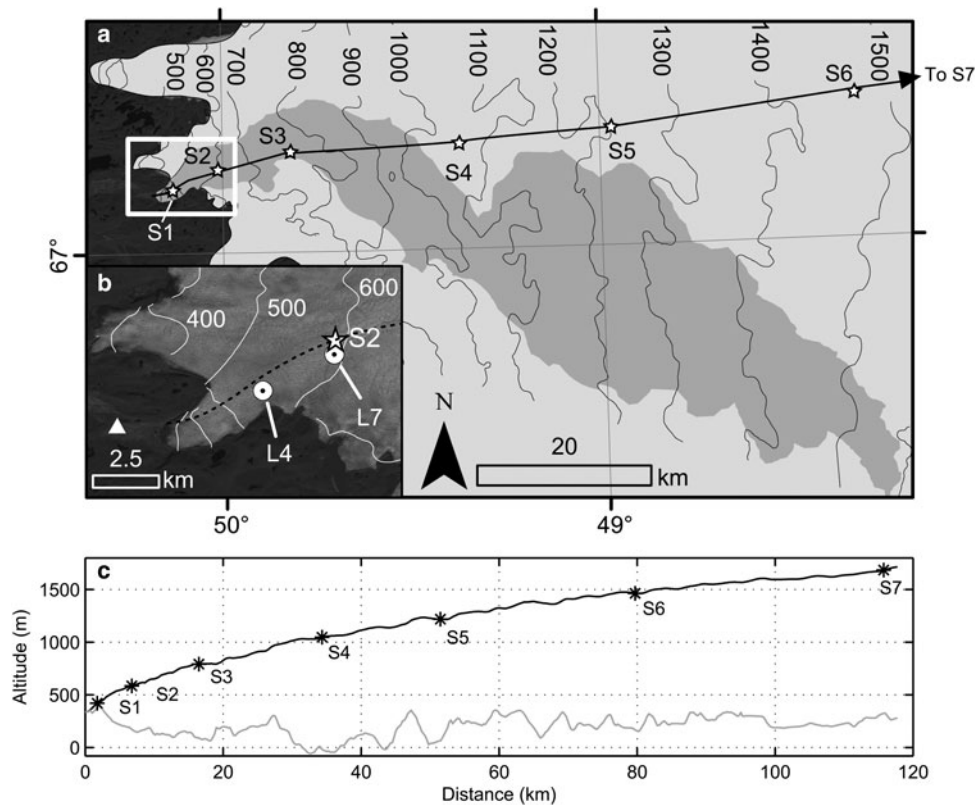 a
500
600
700
800
900
1000
1100
1200
1300
1400
1500
S6
To S7
S3
S2
S4
S5
S1
67°
b
400
500
600
S2
L7
L4
2.5
km
N
20
km
50°
49°
c
Altitude (m)
1500
1000
500
0
S1
S2
S3
S4
S5
S6
S7
0
20
40
60
80
100
120
Distance (km)